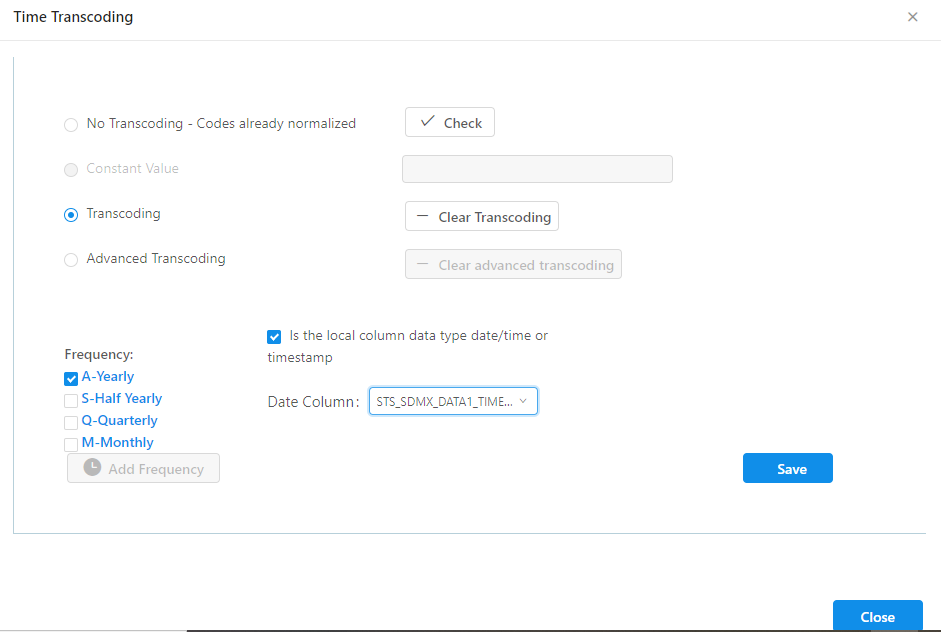 Time Transcoding
No Transcoding - Codes already normalized
Check
Constant Value
Transcoding
Clear Transcoding
Advanced Transcoding
Clear advanced transcoding
Is the local column data type date/time or
timestamp
Frequency:
A-Yearly
S-Half Yearly
Date Column:
STS_SDMX_DATA1_TIME...
Q-Quarterly
M-Monthly
Add Frequency
Save
Close